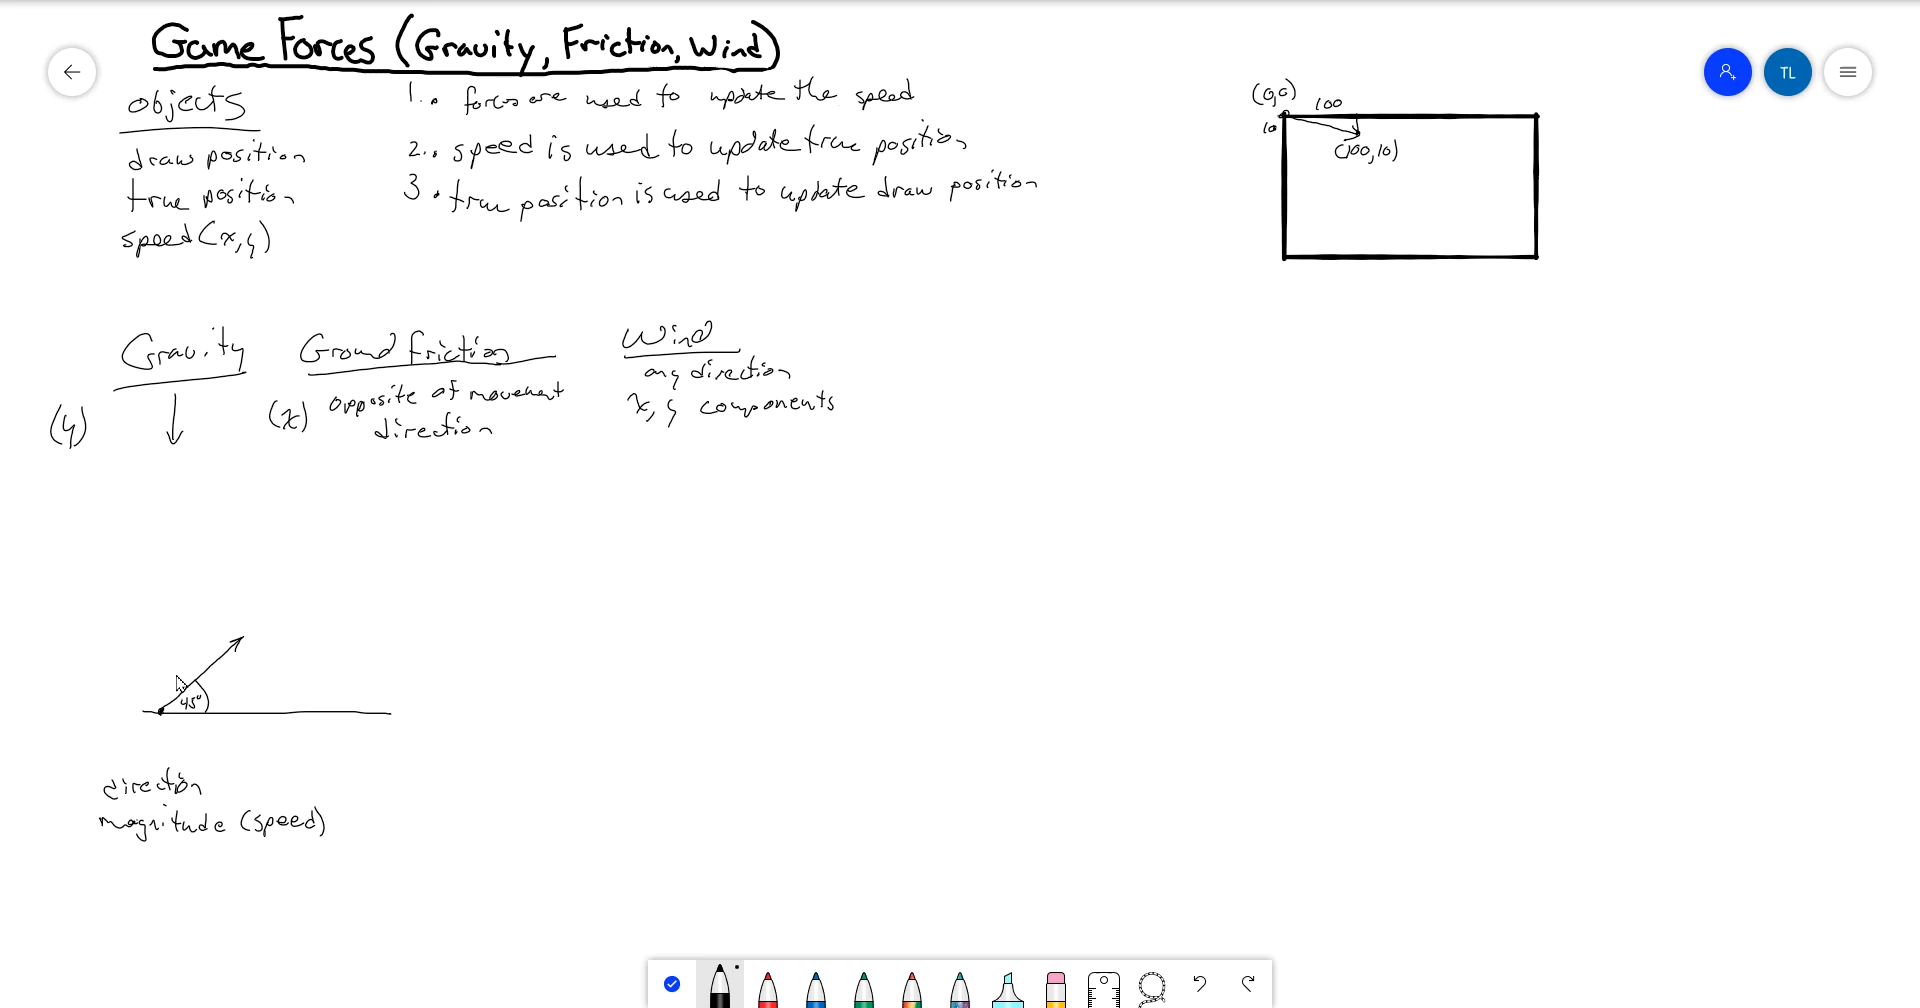 Game Forces (Gravity, Friction, Wind)
objects
draw position
true position
speed (x,y)
1.. forces are used to update the speed
2.. speed is used to update true position
3. true position is used to update draw position
(0,0)
100
10
(100,10)
TL
Gravity
(y)
Ground friction
(x) opposite of movement
direction
Wind
any direction
x, y components
45°
direction
magnitude (speed)